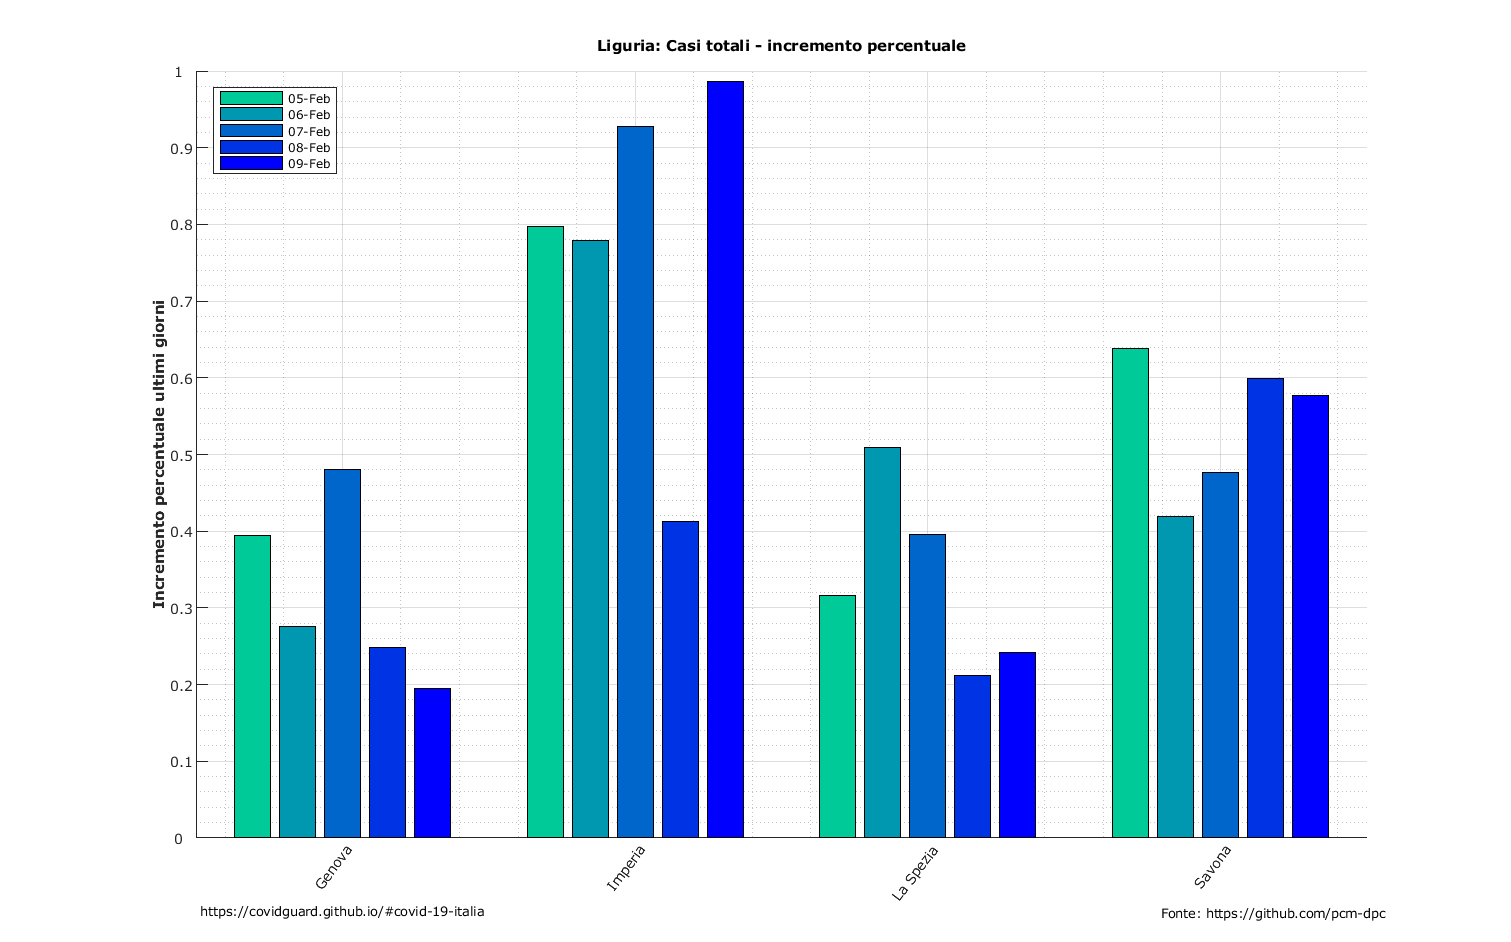 Liguria: Casi totali - incremento percentuale
Incremento percentuale ultimi giorni
1
0.9
0.8
0.7
0.6
0.5
0.4
0.3
0.2
0.1
0
05-Feb
06-Feb
07-Feb
08-Feb
09-Feb
Genova
Imperia
La Spezia
Savona
https://covidguard.github.io/#covid-19-italia
Fonte: https://github.com/pcm-dpc